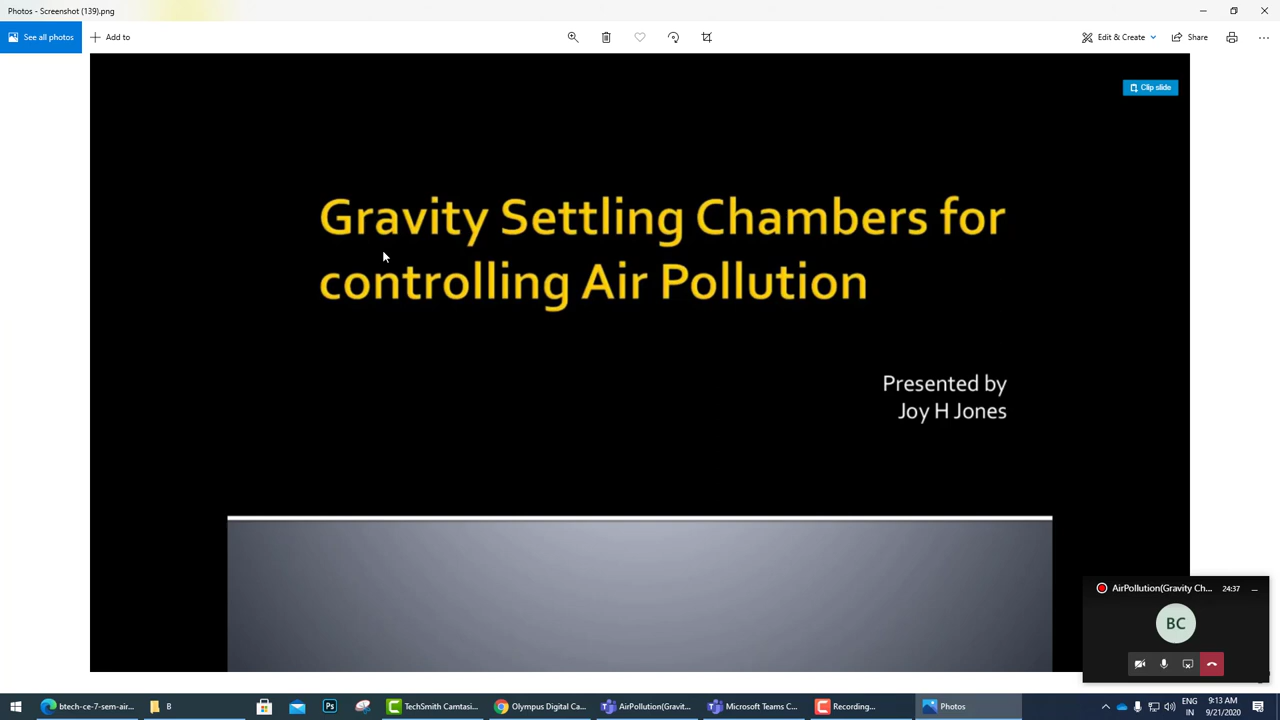 Photos - Screenshot (139).png
See all photos
Add to
Edit & Create
Share
Clip slide
Gravity Settling Chambers for
controlling Air Pollution
Presented by
Joy H Jones
AirPollution(Gravity Ch...
24:37
BC
btech-ce-7-sem-air...
B
Ps
TechSmith Camtasi...
Olympus Digital Ca...
AirPollution(Gravit...
Microsoft Teams C...
Recording...
Photos
ENG
IN
9:13 AM
9/21/2020